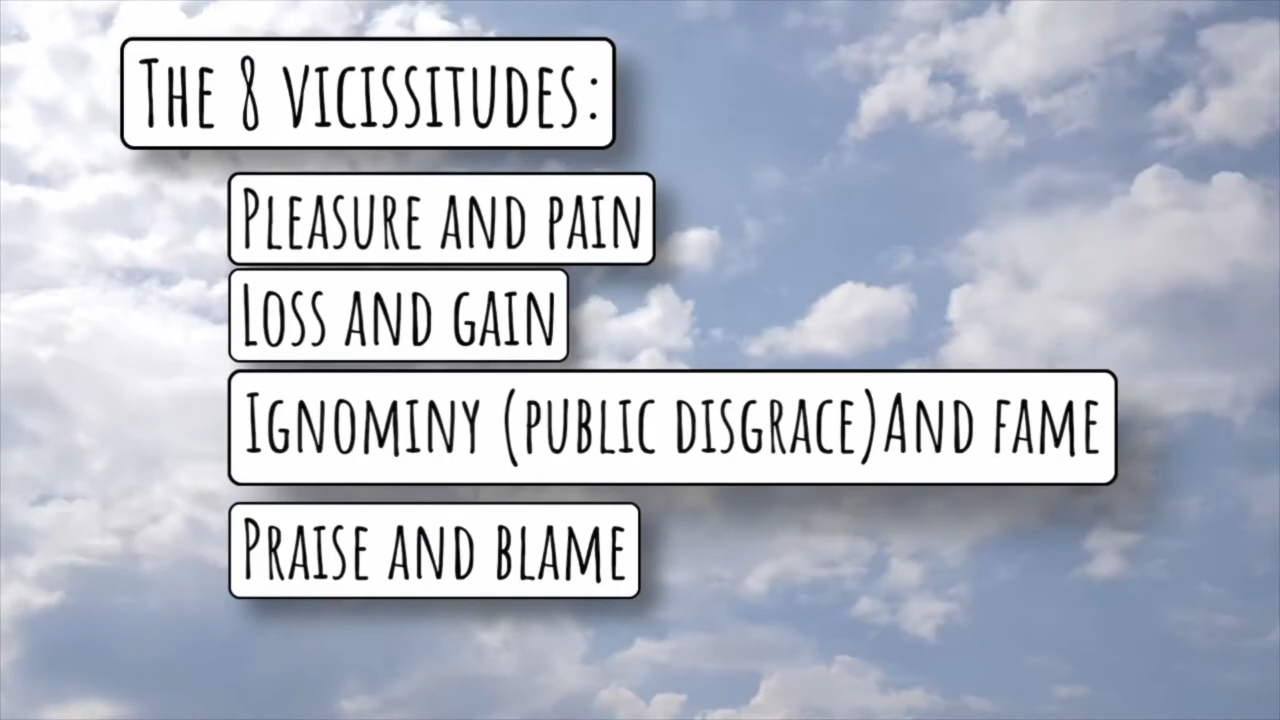 The 8 vicissitudes:
Pleasure and pain
Loss and gain
Ignominy (public disgrace)And fame
Praise and blame